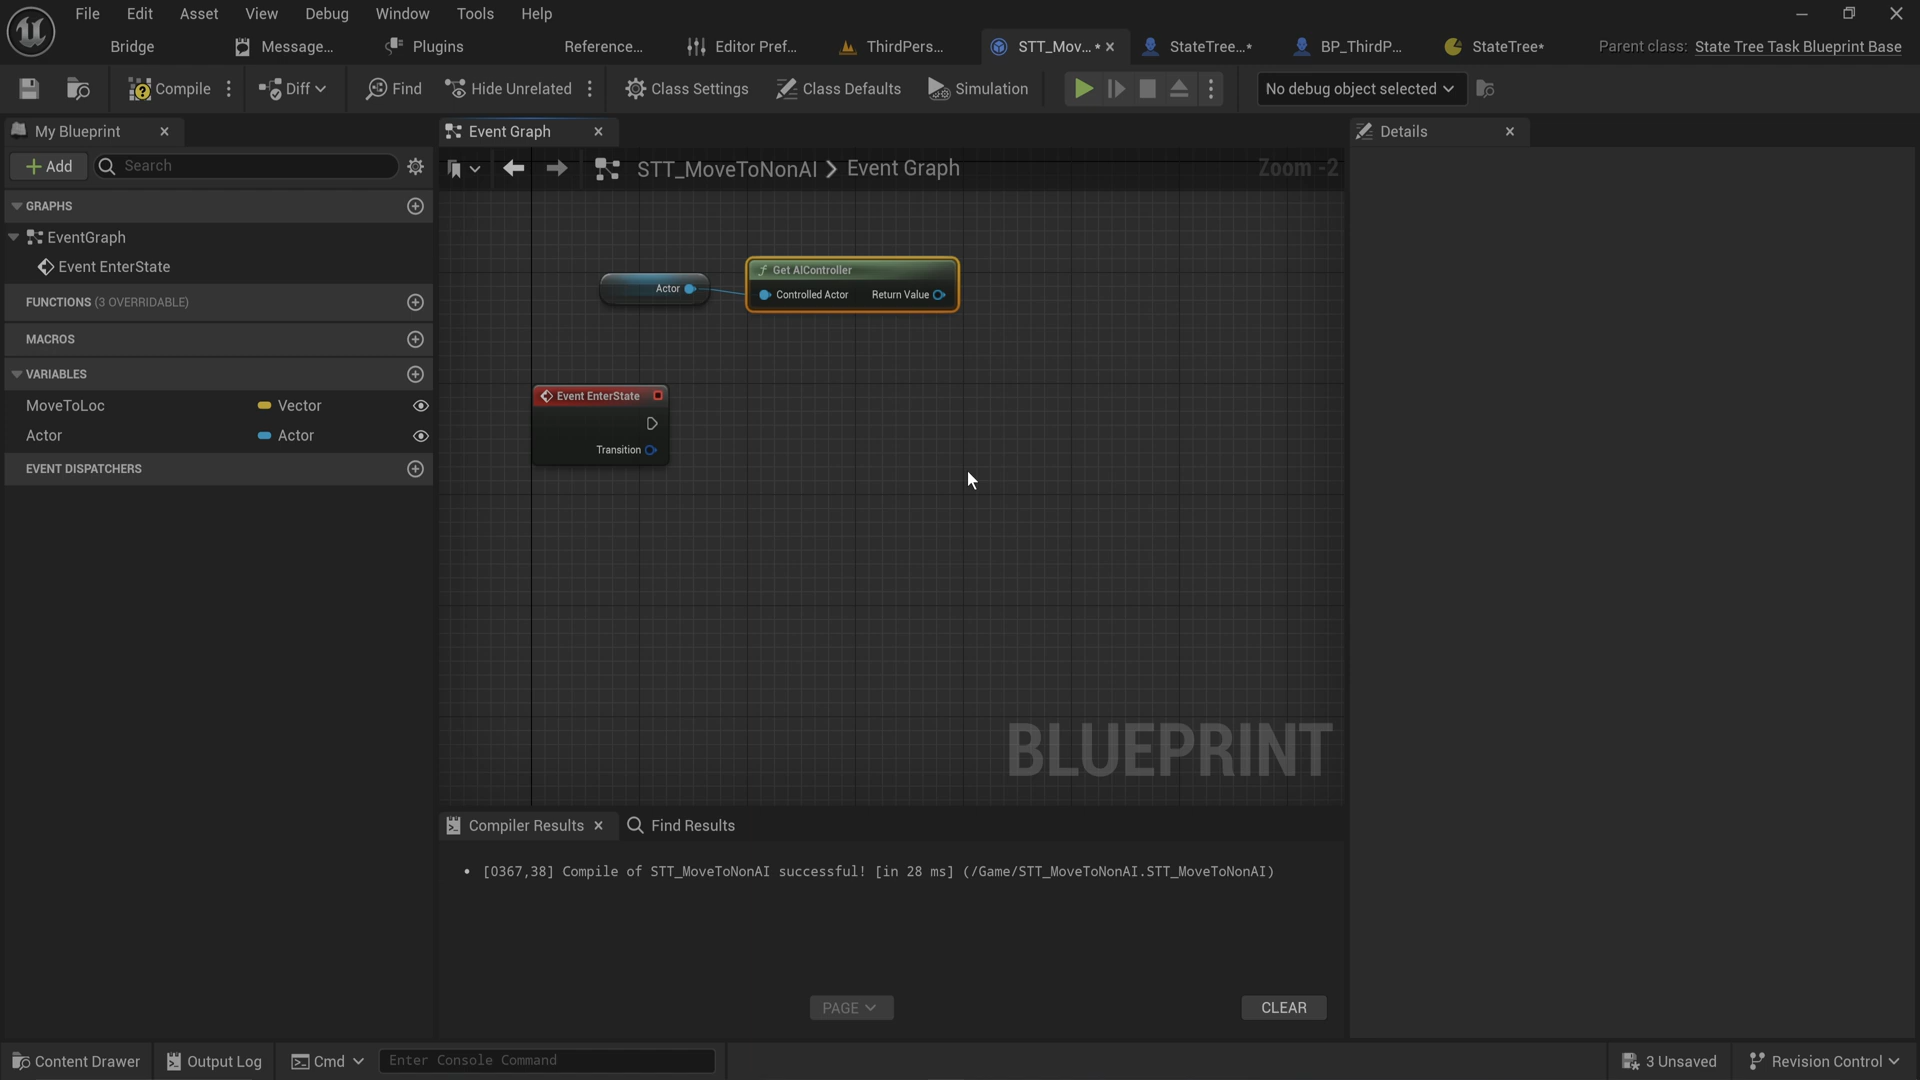 File Edit Asset View Debug Window Tools Help
Bridge Message... Plugins Reference... Editor Pref... ThirdPers... STT_Mov... • StateTree...* BP_ThirdP... StateTree* Parent class: State Tree Task Blueprint Base
Compile Diff Find Hide Unrelated Class Settings Class Defaults Simulation No debug object selected
My Blueprint
Event Graph
Details
Add Search
STT_MoveToNonAI > Event Graph Zoom -2
GRAPHS
EventGraph
Event EnterState
FUNCTIONS (3 OVERRIDABLE)
MACROS
VARIABLES
MoveToLoc Vector
Actor Actor
EVENT DISPATCHERS
Actor
Get AIController
Controlled Actor Return Value
Event EnterState
Transition
BLUEPRINT
Compiler Results Find Results
• [0367,38] Compile of STT_MoveToNonAI successful! [in 28 ms] (/Game/STT_MoveToNonAI.STT_MoveToNonAI)
PAGE CLEAR
Content Drawer Output Log Cmd Enter Console Command 3 Unsaved Revision Control